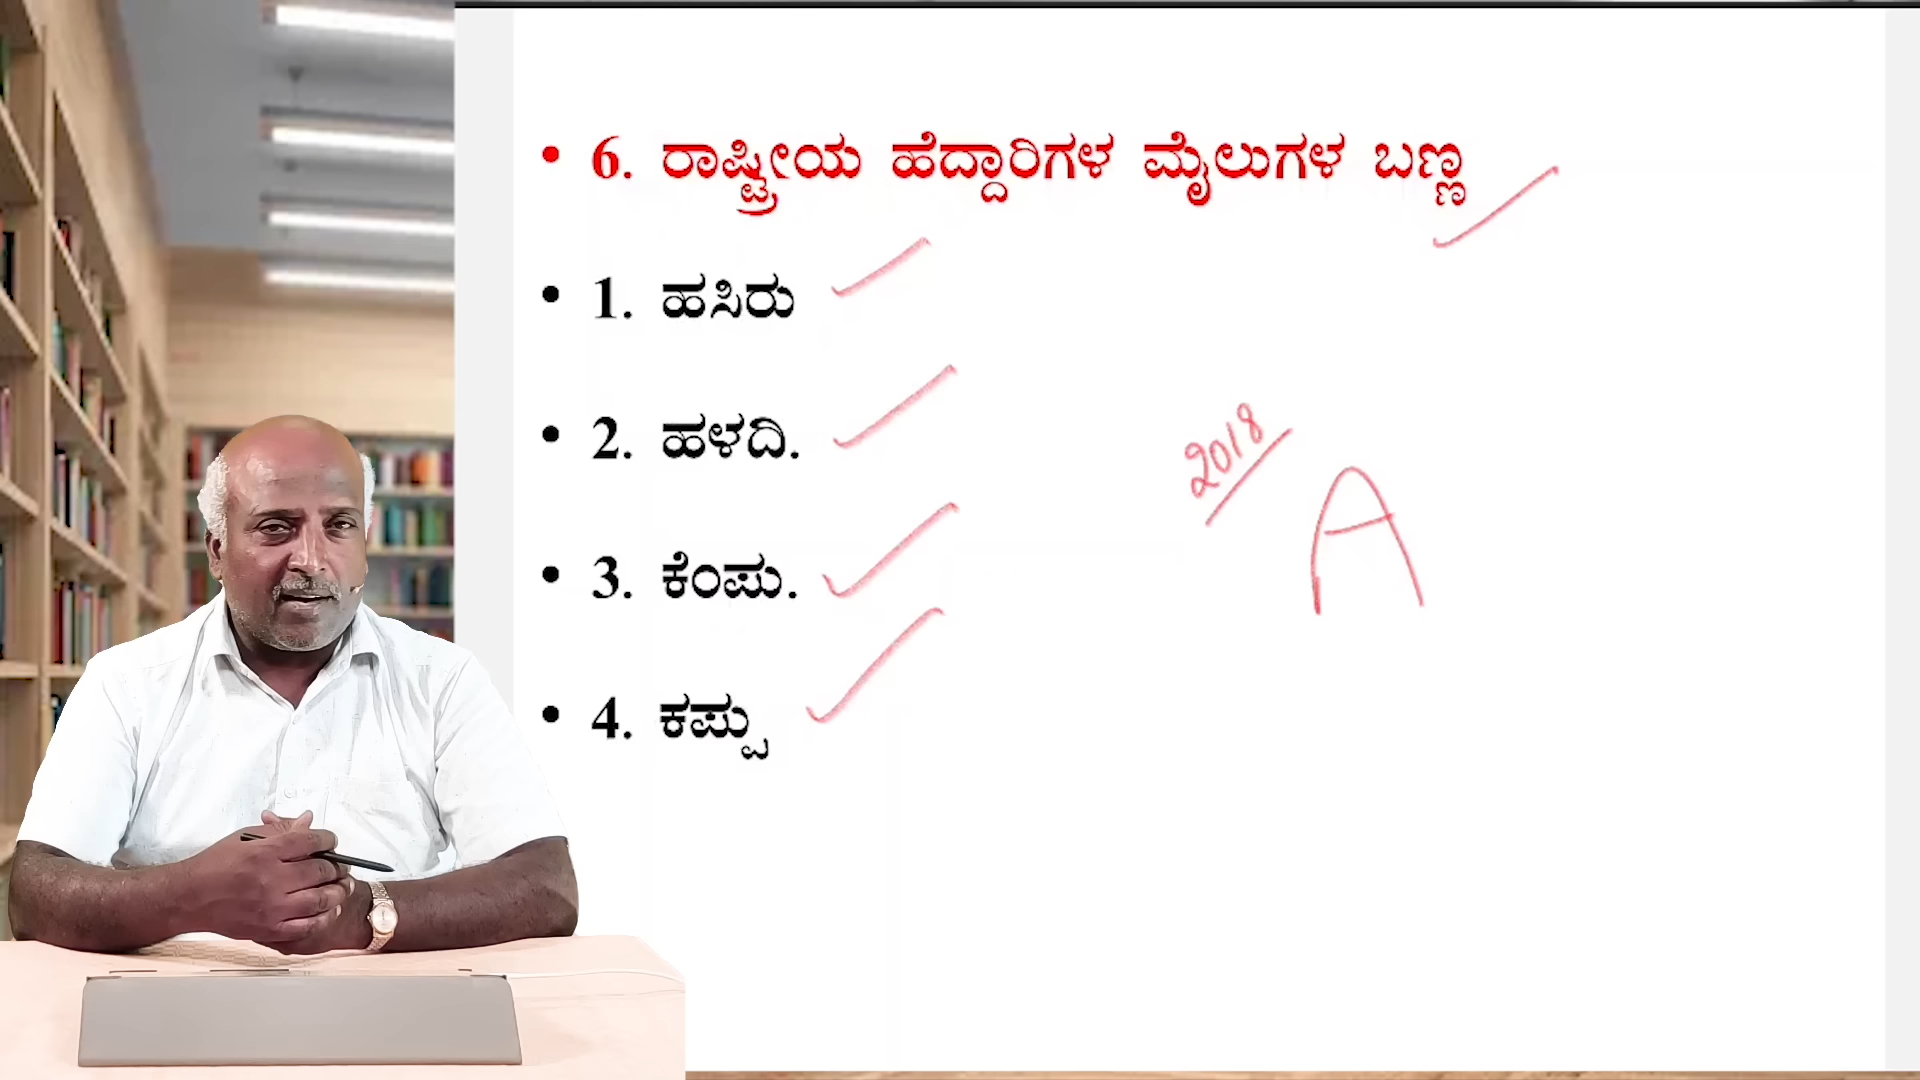 • 6. ರಾಷ್ಟ್ರೀಯ ಹೆದ್ದಾರಿಗಳ ಮೈಲುಗಳ ಬಣ್ಣ
• 1. ಹಸಿರು
• 2. ಹಳದಿ.
• 3. ಕೆಂಪು.
• 4. ಕಪ್ಪು
2018
A